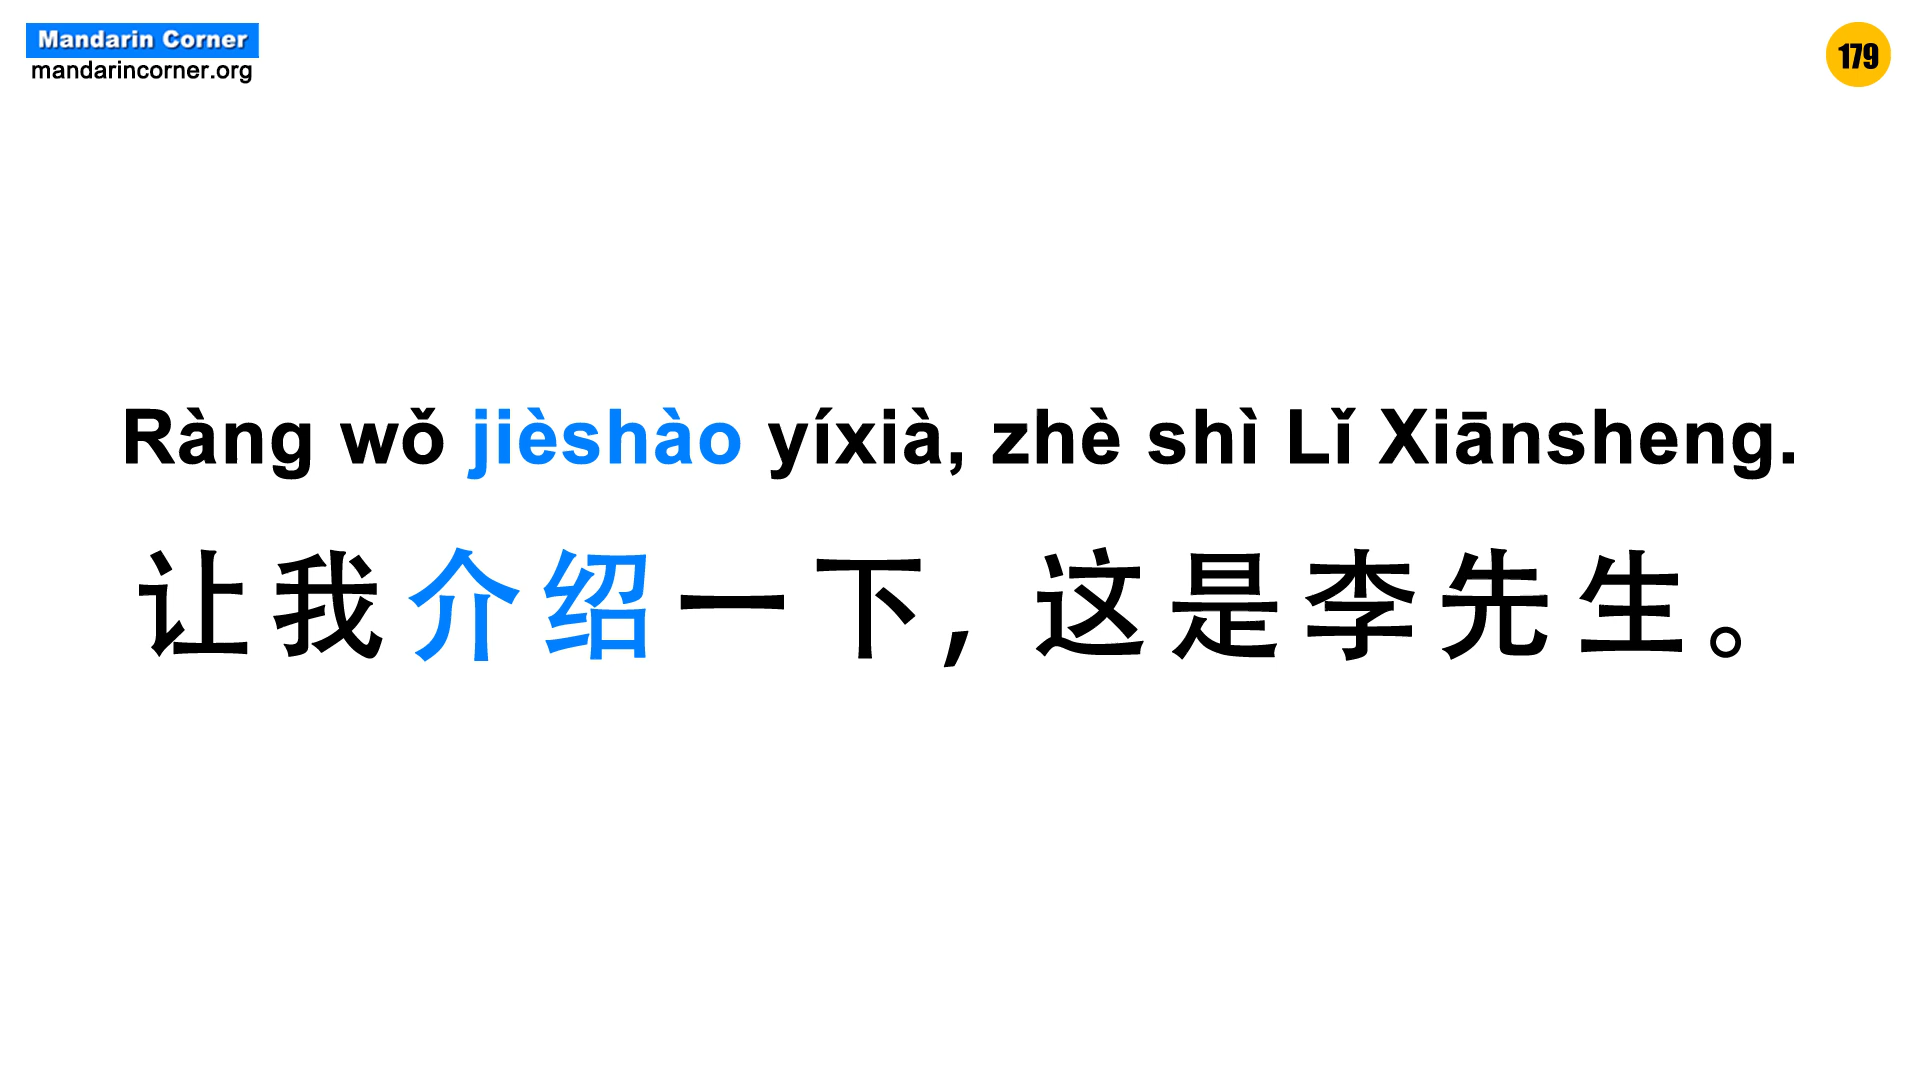 Mandarin Corner
mandarincorner.org
179
Ràng wǒ jièshào yíxià, zhè shì Lǐ Xiānsheng.
让我介绍一下, 这是李先生。